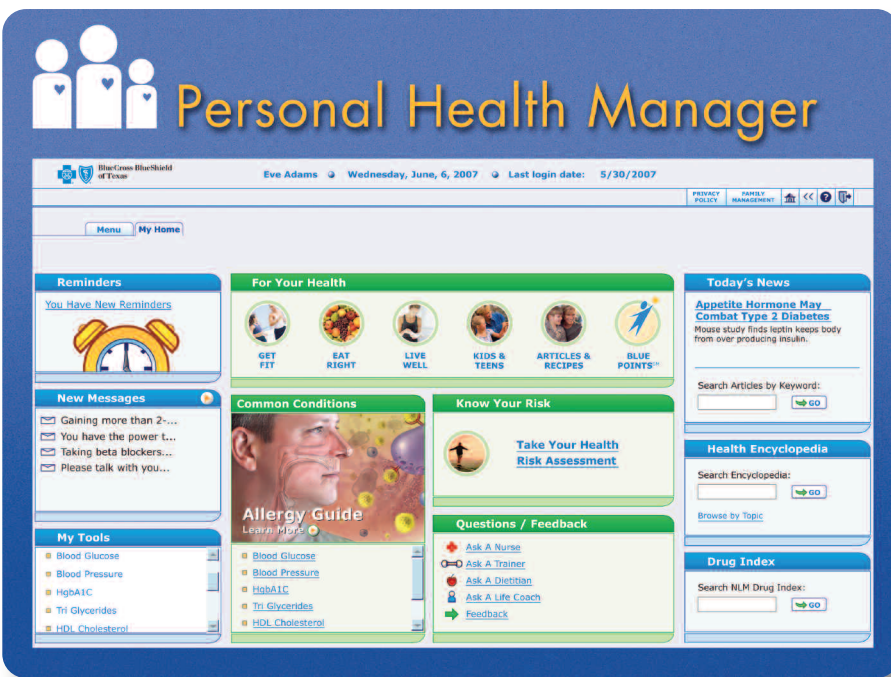 Personal Health Manager
BlueCross BlueShield
of Texas
Eve Adams Wednesday, June, 6, 2007 Last login date: 5/30/2007
PRIVACY
POLICY
FAMILY
MANAGEMENT
<<
?
Menu
My Home
Reminders
You Have New Reminders
New Messages
Gaining more than 2-...
You have the power t...
Taking beta blockers...
Please talk with you...
My Tools
Blood Glucose
Blood Pressure
HgbA1C
Tri Glycerides
HDL Cholesterol
For Your Health
GET
FIT
EAT
RIGHT
LIVE
WELL
KIDS &
TEENS
ARTICLES &
RECIPES
BLUE
POINTS℠
Common Conditions
Allergy Guide
Learn More
Blood Glucose
Blood Pressure
HgbA1C
Tri Glycerides
HDL Cholesterol
Know Your Risk
Take Your Health
Risk Assessment
Questions / Feedback
Ask A Nurse
Ask A Trainer
Ask A Dietitian
Ask A Life Coach
Feedback
Today's News
Appetite Hormone May
Combat Type 2 Diabetes
Mouse study finds leptin keeps body
from over producing insulin.
Search Articles by Keyword:
GO
Health Encyclopedia
Search Encyclopedia:
GO
Browse by Topic
Drug Index
Search NLM Drug Index:
GO